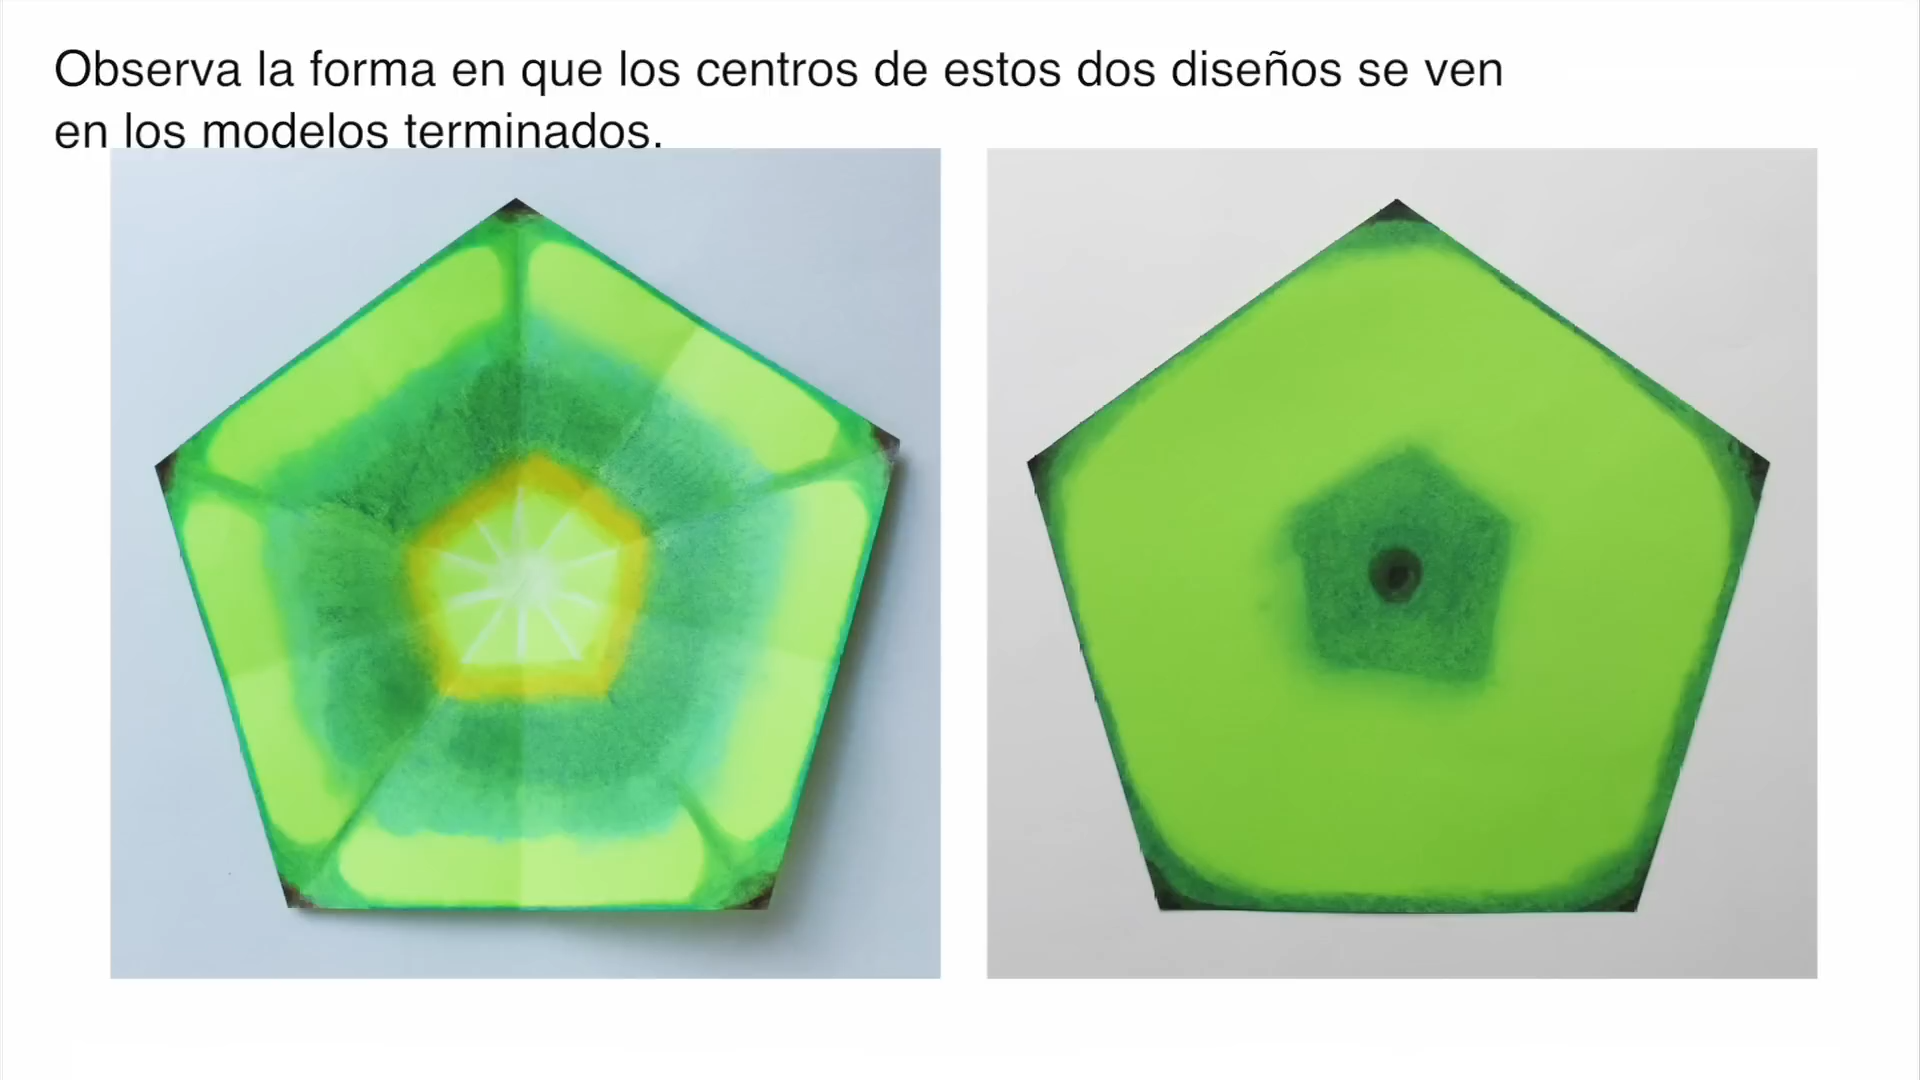 Observa la forma en que los centros de estos dos diseños se ven
en los modelos terminados.